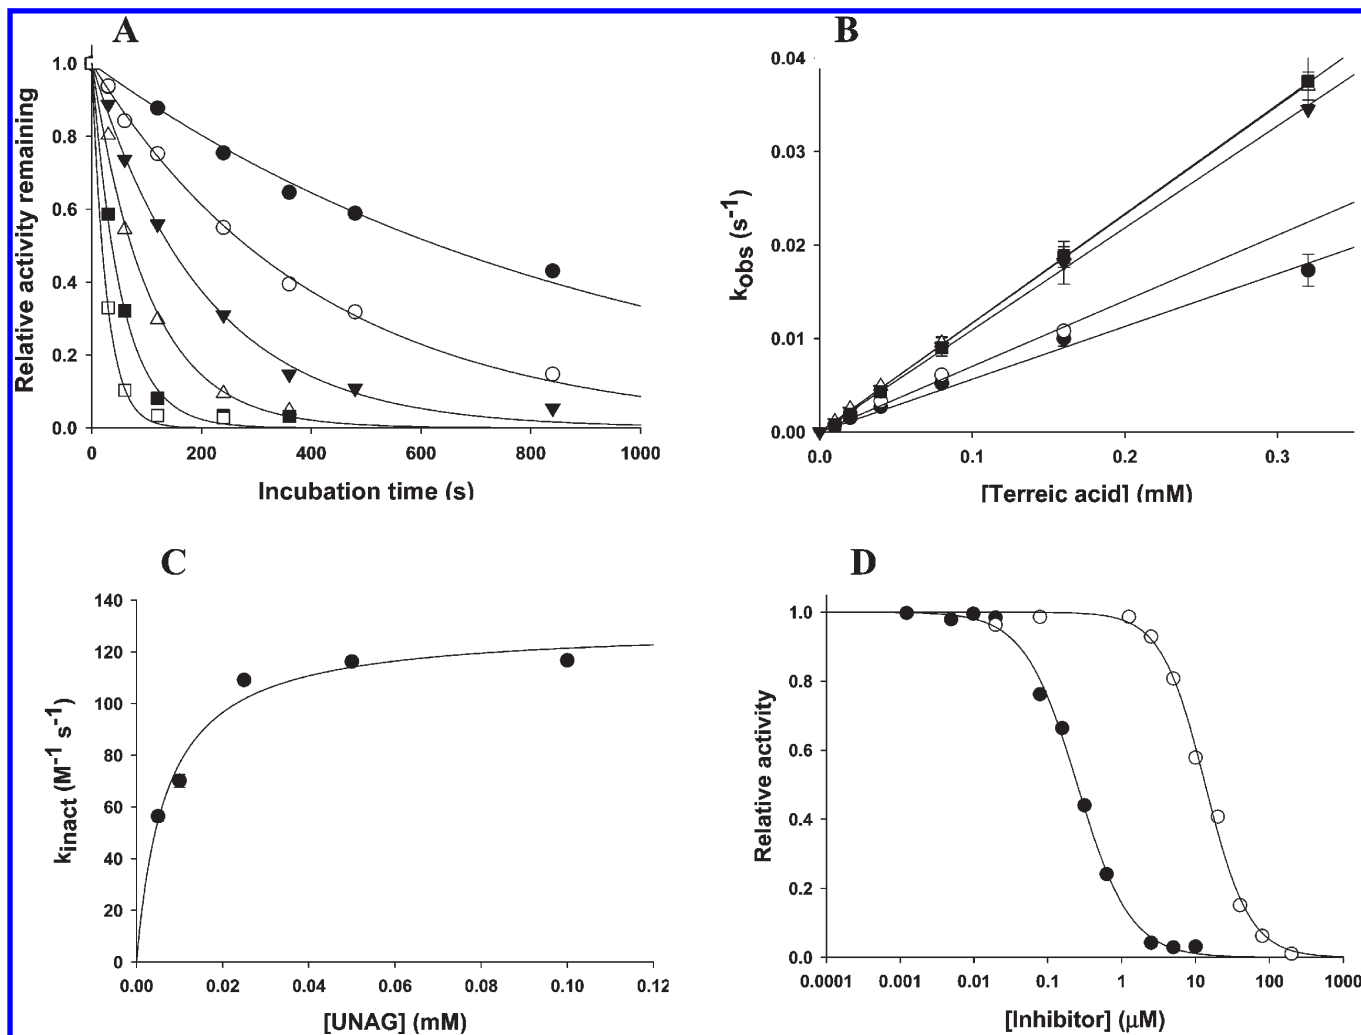 A
Relative activity remaining
1.0
0.8
0.6
0.4
0.2
0.0
0 200 400 600 800 1000
Incubation time (s)
B
kobs (s-1)
0.04
0.03
0.02
0.01
0.00
0.0 0.1 0.2 0.3
[Terreic acid] (mM)
C
kinact (M-1 s-1)
140
120
100
80
60
40
20
0
0.00 0.02 0.04 0.06 0.08 0.10 0.12
[UNAG] (mM)
D
Relative activity
1.0
0.8
0.6
0.4
0.2
0.0
0.0001 0.001 0.01 0.1 1 10 100 1000
[Inhibitor] (μM)